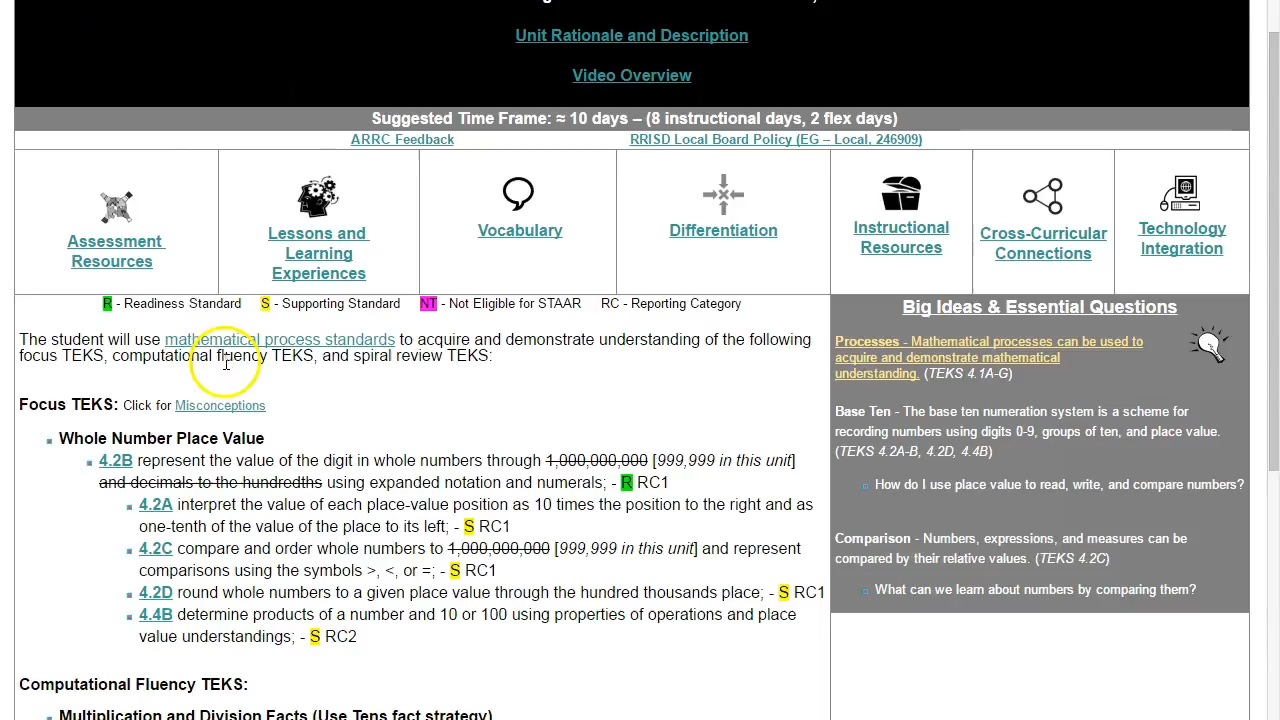 Unit Rationale and Description
Video Overview
Suggested Time Frame: ≈ 10 days – (8 instructional days, 2 flex days)
ARRC Feedback
RRISD Local Board Policy (EG – Local, 246909)
Assessment
Resources
Lessons and
Learning
Experiences
Vocabulary
Differentiation
Instructional
Resources
Cross-Curricular
Connections
Technology
Integration
R - Readiness Standard S - Supporting Standard NT - Not Eligible for STAAR RC - Reporting Category
The student will use mathematical process standards to acquire and demonstrate understanding of the following
focus TEKS, computational fluency TEKS, and spiral review TEKS:
Focus TEKS: Click for Misconceptions
Whole Number Place Value
4.2B represent the value of the digit in whole numbers through 1,000,000,000 [999,999 in this unit]
and decimals to the hundredths using expanded notation and numerals; - R RC1
4.2A interpret the value of each place-value position as 10 times the position to the right and as
one-tenth of the value of the place to its left; - S RC1
4.2C compare and order whole numbers to 1,000,000,000 [999,999 in this unit] and represent
comparisons using the symbols >, <, or =; - S RC1
4.2D round whole numbers to a given place value through the hundred thousands place; - S RC1
4.4B determine products of a number and 10 or 100 using properties of operations and place
value understandings; - S RC2
Computational Fluency TEKS:
Multiplication and Division Facts (Use Tens fact strategy)
Big Ideas & Essential Questions
Processes - Mathematical processes can be used to
acquire and demonstrate mathematical
understanding. (TEKS 4.1A-G)
Base Ten - The base ten numeration system is a scheme for
recording numbers using digits 0-9, groups of ten, and place value.
(TEKS 4.2A-B, 4.2D, 4.4B)
How do I use place value to read, write, and compare numbers?
Comparison - Numbers, expressions, and measures can be
compared by their relative values. (TEKS 4.2C)
What can we learn about numbers by comparing them?